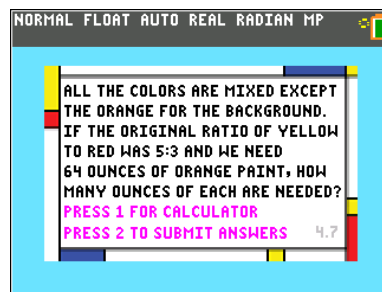 NORMAL FLOAT AUTO REAL RADIAN MP
ALL THE COLORS ARE MIXED EXCEPT
THE ORANGE FOR THE BACKGROUND.
IF THE ORIGINAL RATIO OF YELLOW
TO RED WAS 5:3 AND WE NEED
64 OUNCES OF ORANGE PAINT, HOW
MANY OUNCES OF EACH ARE NEEDED?
PRESS 1 FOR CALCULATOR
PRESS 2 TO SUBMIT ANSWERS 4.7